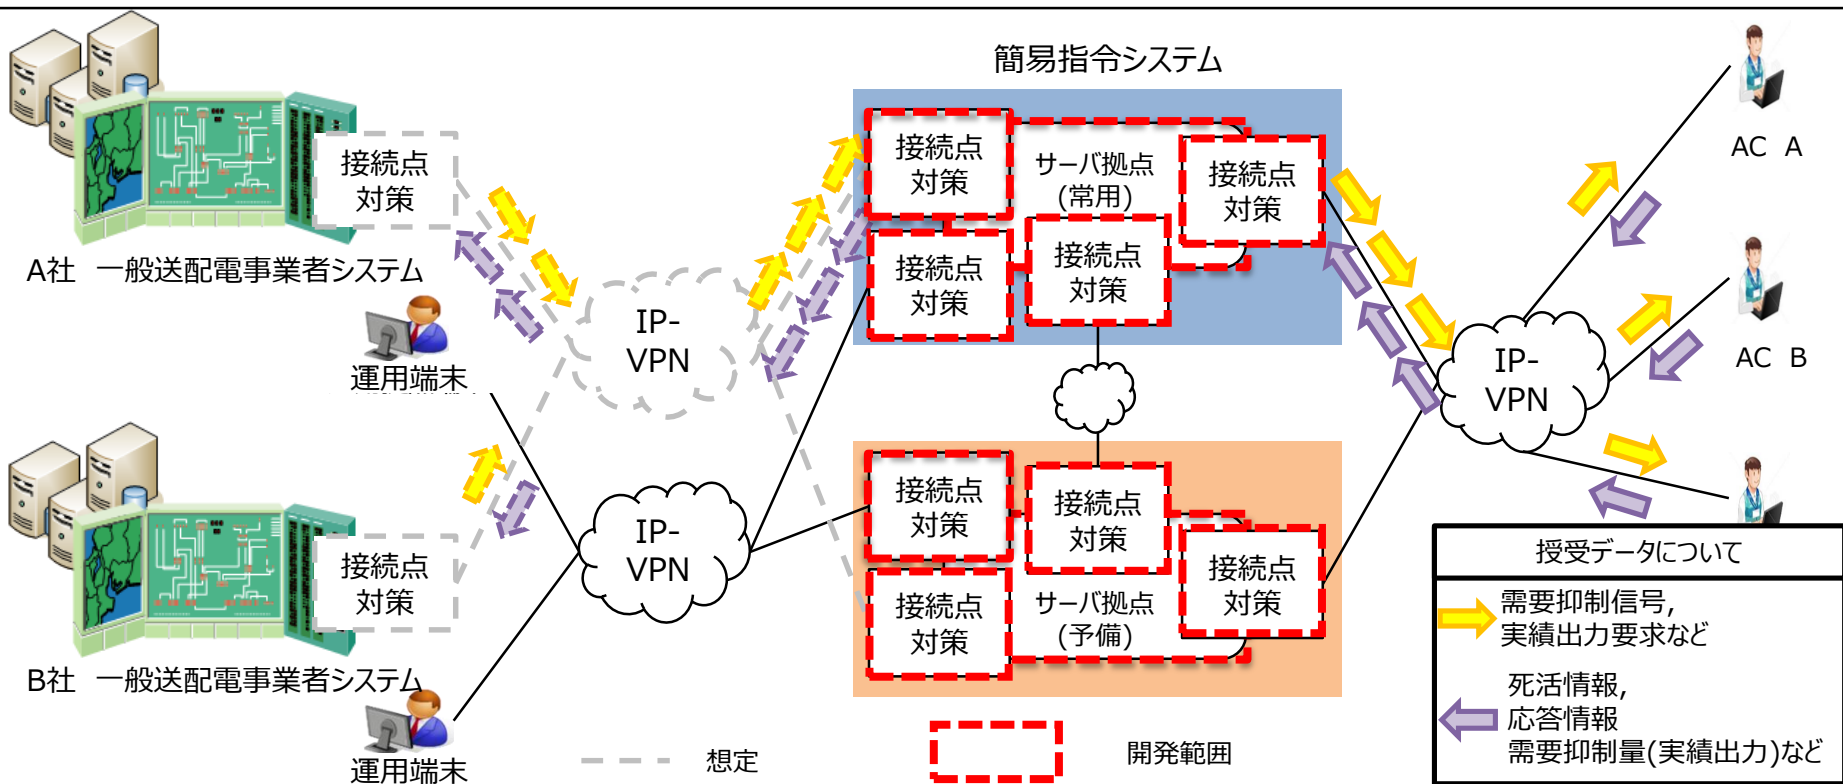 簡易指令システム
接続点
対策
A社 一般送配電事業者システム
運用端末
IP-
VPN
接続点
対策
サーバ拠点
(常用)
接続点
対策
接続点
対策
接続点
対策
AC A
IP-
VPN
AC B
接続点
対策
B社 一般送配電事業者システム
運用端末
IP-
VPN
接続点
対策
接続点
対策
接続点
対策
接続点
対策
サーバ拠点
(予備)
授受データについて
需要抑制信号,
実績出力要求など
死活情報,
応答情報
需要抑制量(実績出力)など
想定
開発範囲